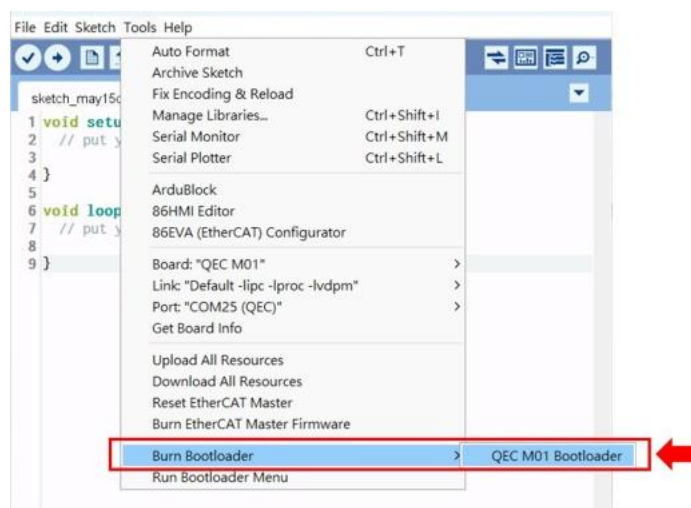 File Edit Sketch Tools Help
Auto Format Ctrl+T
Archive Sketch
Fix Encoding & Reload
sketch_may15
Manage Libraries... Ctrl+Shift+I
1 void setu
Serial Monitor Ctrl+Shift+M
2 // put y
Serial Plotter Ctrl+Shift+L
3
4 }
ArduBlock
5
86HMI Editor
6 void loop
86EVA (EtherCAT) Configurator
7 // put y
8
Board: "QEC M01" >
9 }
Link: "Default -lipc -lproc -lvdpm" >
Port: "COM25 (QEC)" >
Get Board Info
Upload All Resources
Download All Resources
Reset EtherCAT Master
Burn EtherCAT Master Firmware
Burn Bootloader > QEC M01 Bootloader
Run Bootloader Menu